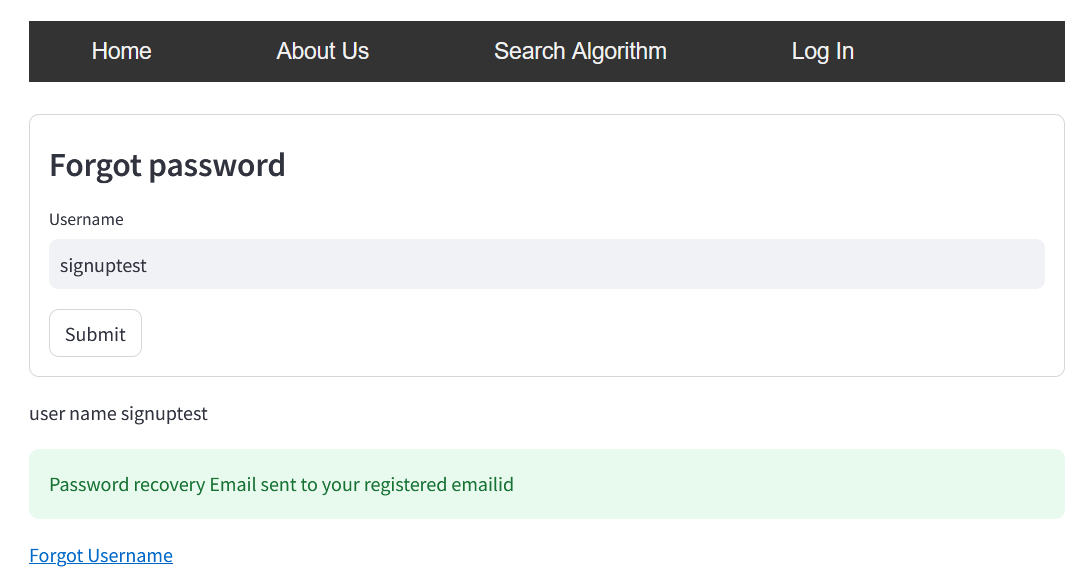 Home About Us Search Algorithm Log In
Forgot password
Username
signuptest
Submit
user name signuptest
Password recovery Email sent to your registered emailid
Forgot Username